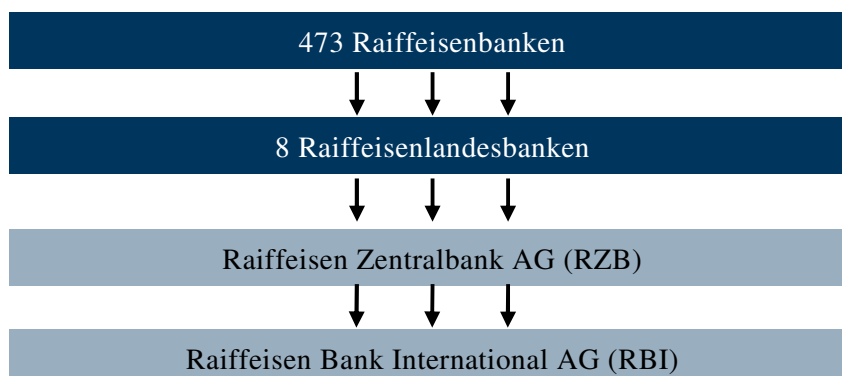 473 Raiffeisenbanken
8 Raiffeisenlandesbanken
Raiffeisen Zentralbank AG (RZB)
Raiffeisen Bank International AG (RBI)